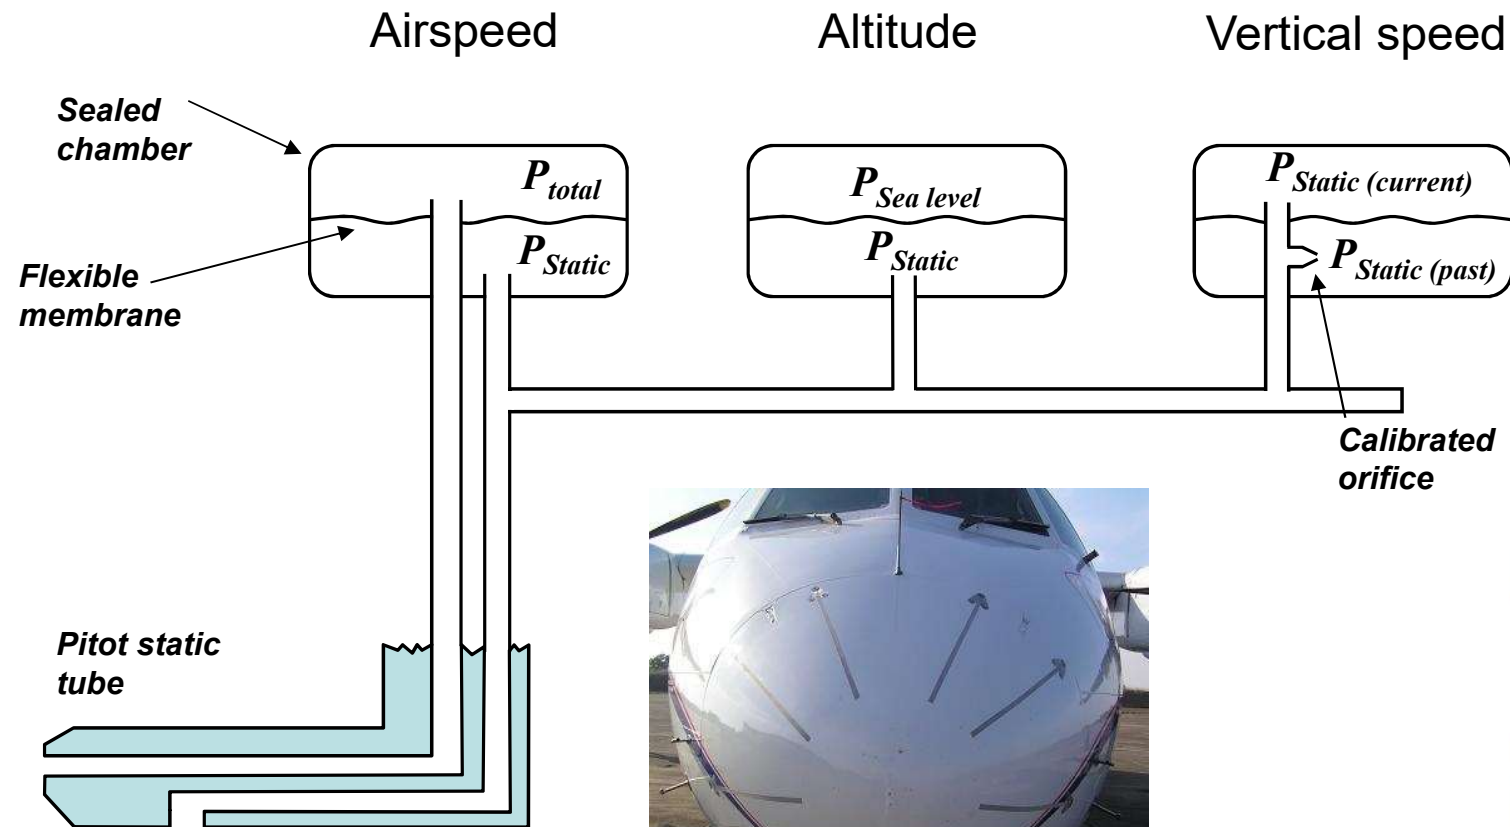 Airspeed
Altitude
Vertical speed
Sealed
chamber
P total
P Sea level
P Static (current)
P Static
P Static
P Static (past)
Flexible
membrane
Calibrated
orifice
Pitot static
tube